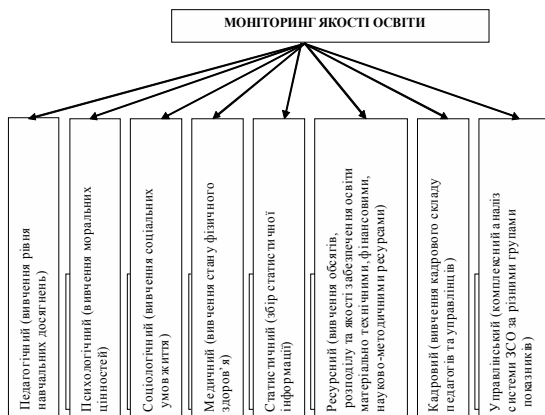 МОНІТОРИНГ ЯКОСТІ ОСВІТИ
Педагогічний (вивчення рівня
навчальних досягнень)
Психологічний (вивчення моральних
цінностей)
Соціологічний (вивчення соціальних
умов життя)
Медичний (вивчення стану фізичного
здоров’я)
Статистичний (збір статистичної
інформації)
Ресурсний (вивчення обсягів,
розподілу та якості забезпечення освіти
матеріально технічними, фінансовими,
науково-методичними ресурсами)
Кадровий (вивчення кадрового складу
педагогів та управлінців)
Управлінський (комплексний аналіз
системи ЗСО за різними групами
показників)